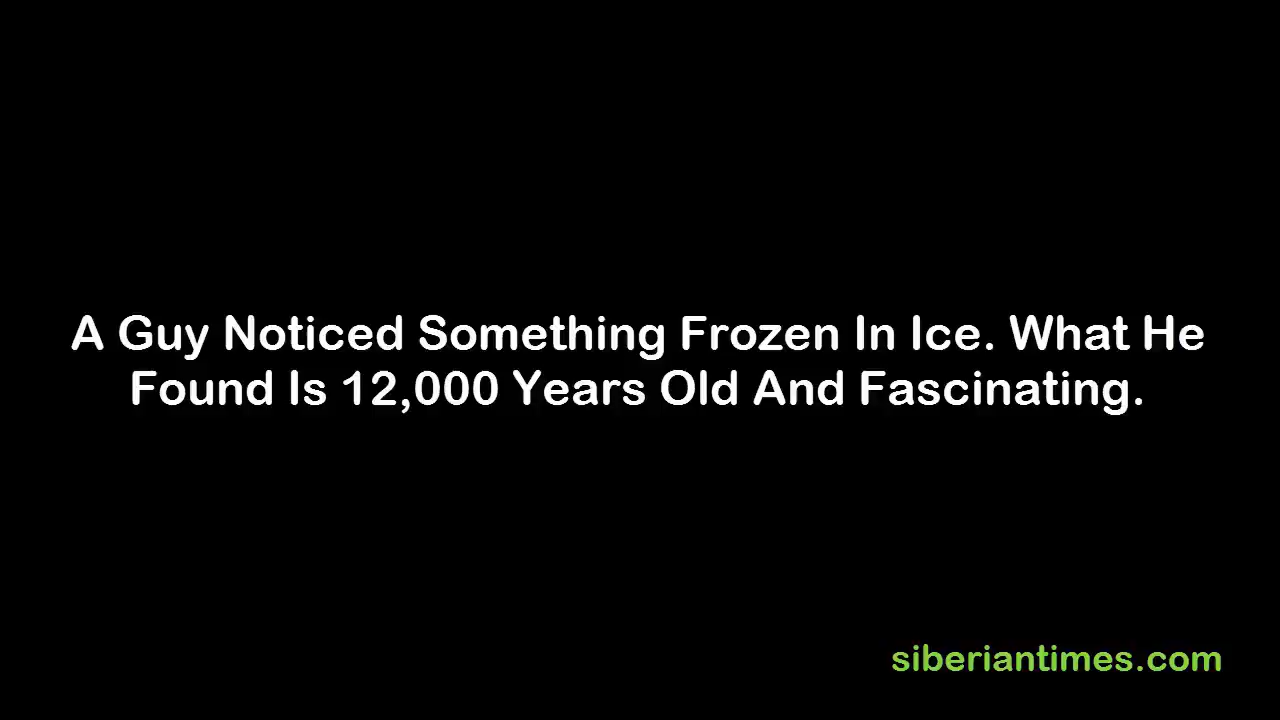 A Guy Noticed Something Frozen In Ice. What He
Found Is 12,000 Years Old And Fascinating.
siberiantimes.com